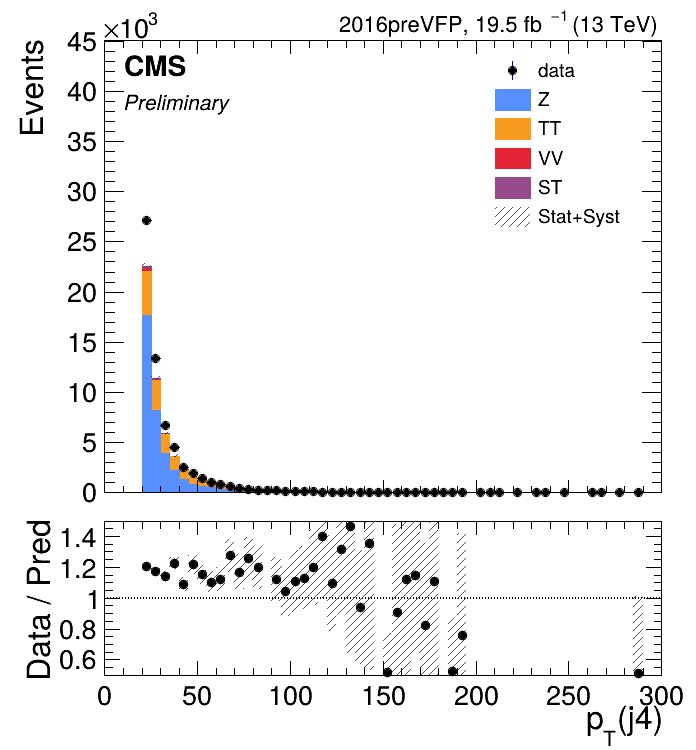 ×10³ 2016preVFP, 19.5 fb ⁻¹ (13 TeV)
Events
45
40
35
30
25
20
15
10
5
0
CMS
Preliminary
data
Z
TT
VV
ST
Stat+Syst
Data / Pred
1.4
1.2
1
0.8
0.6
0 50 100 150 200 250 300
p_T(j4)